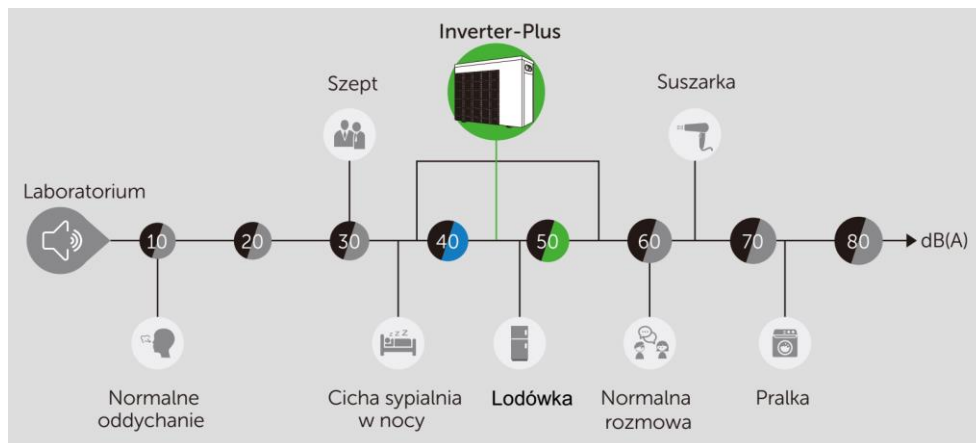 Inverter-Plus
Szept
Suszarka
Laboratorium
10 20 30 40 50 60 70 80 dB(A)
z z Z
Normalne
oddychanie
Cicha sypialnia
w nocy
Lodówka
Normalna
rozmowa
Pralka